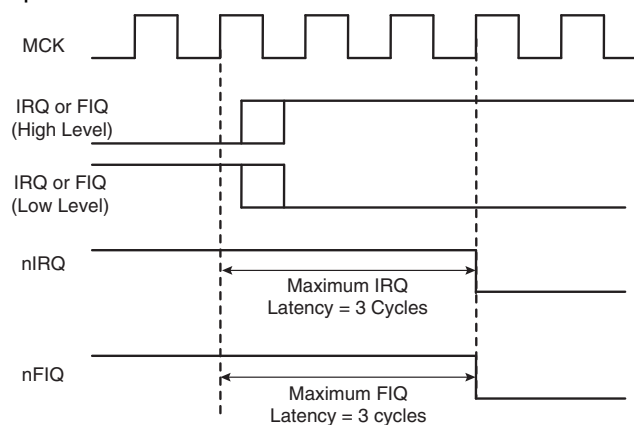 MCK
IRQ or FIQ
(High Level)
IRQ or FIQ
(Low Level)
nIRQ
Maximum IRQ
Latency = 3 Cycles
nFIQ
Maximum FIQ
Latency = 3 cycles